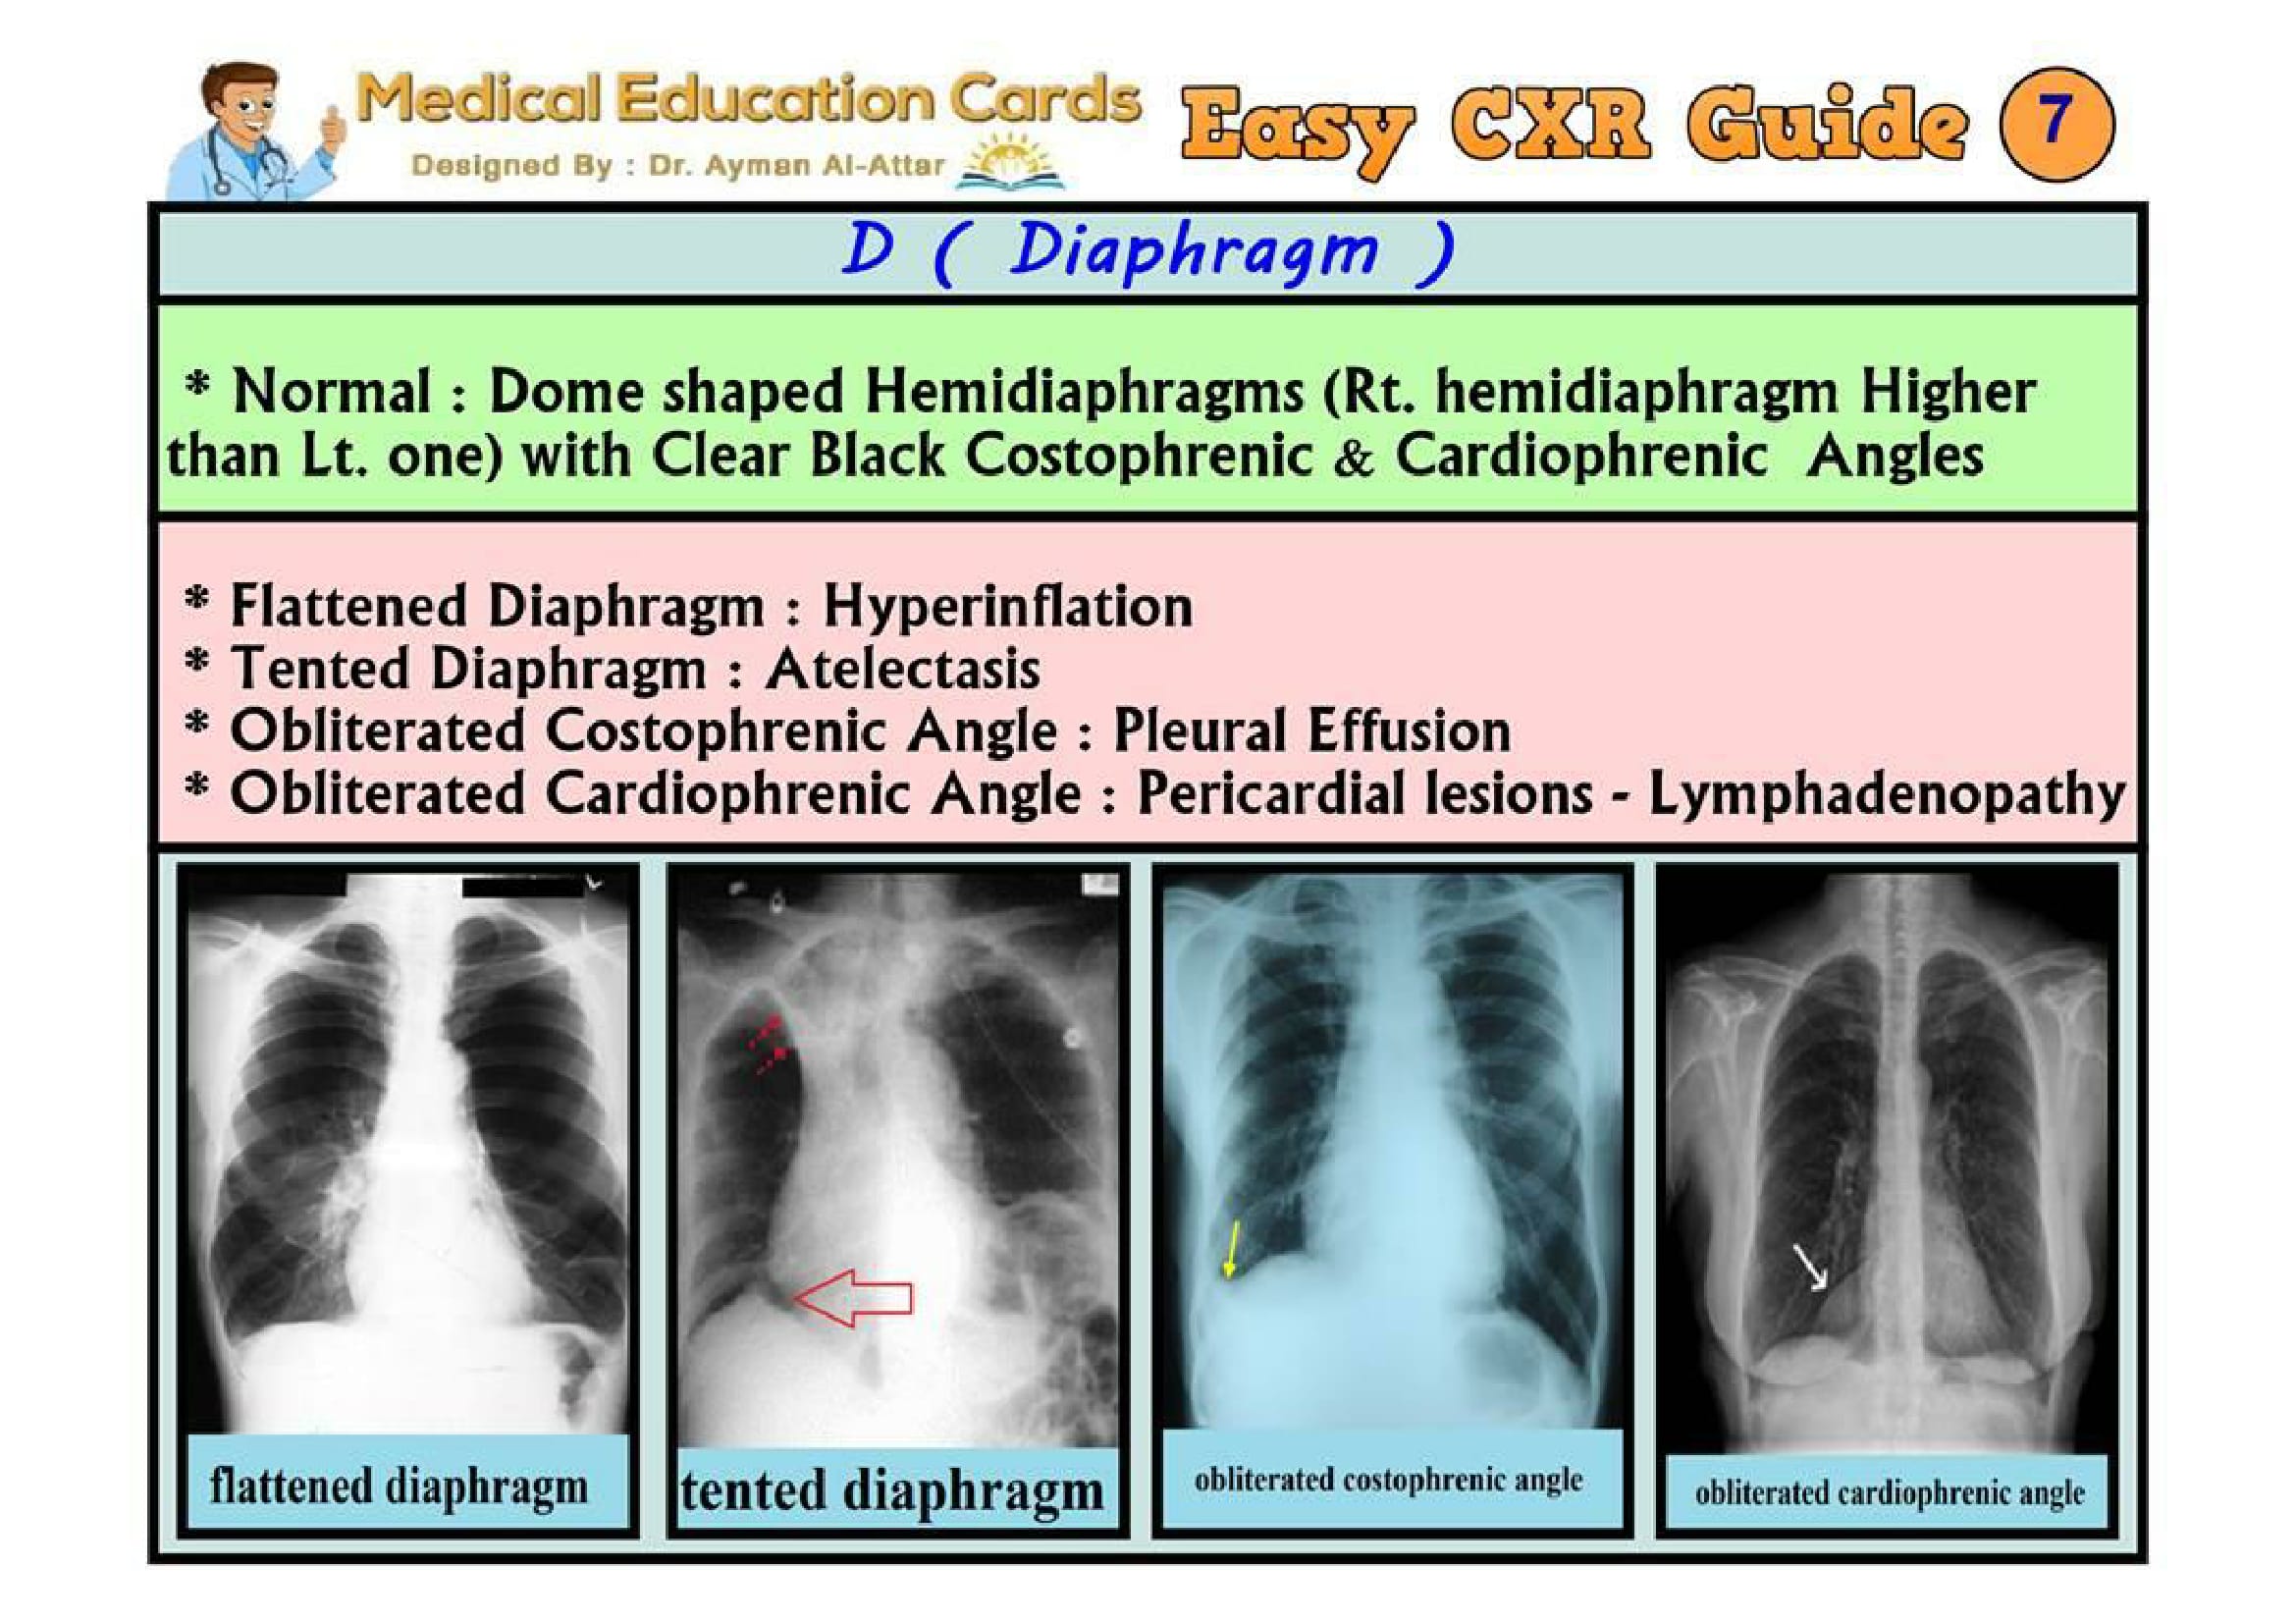 Medical Education Cards
Designed By : Dr. Ayman Al-Attar
Easy CXR Guide 7
D ( Diaphragm )
* Normal : Dome shaped Hemidiaphragms (Rt. hemidiaphragm Higher
than Lt. one) with Clear Black Costophrenic & Cardiophrenic Angles
* Flattened Diaphragm : Hyperinflation
* Tented Diaphragm : Atelectasis
* Obliterated Costophrenic Angle : Pleural Effusion
* Obliterated Cardiophrenic Angle : Pericardial lesions - Lymphadenopathy
flattened diaphragm
tented diaphragm
obliterated costophrenic angle
obliterated cardiophrenic angle